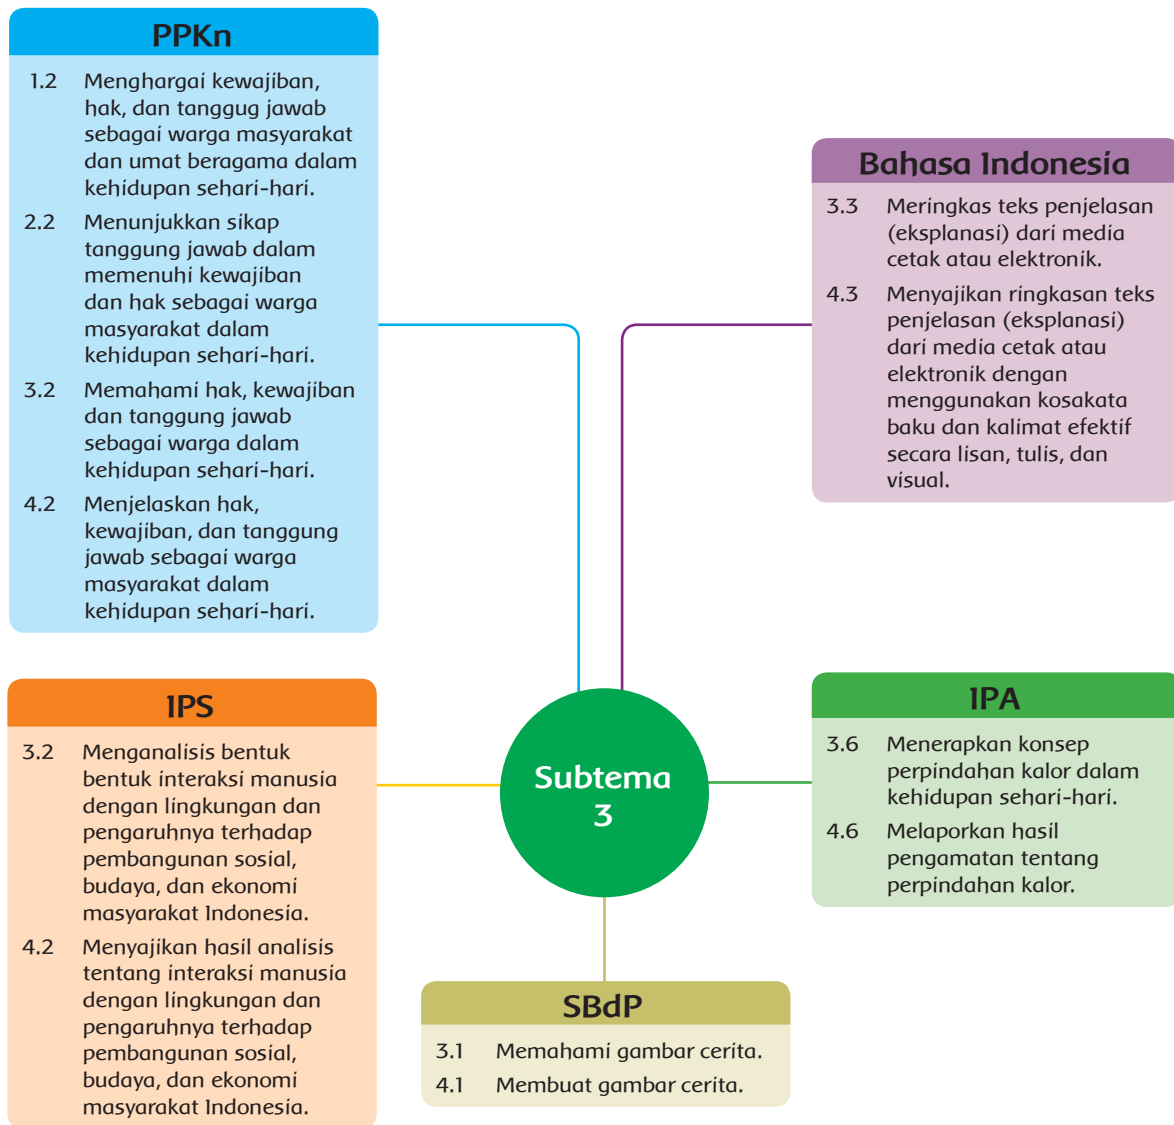 PPKn
1.2 Menghargai kewajiban,
hak, dan tanggug jawab
sebagai warga masyarakat
dan umat beragama dalam
kehidupan sehari-hari.
2.2 Menunjukkan sikap
tanggung jawab dalam
memenuhi kewajiban
dan hak sebagai warga
masyarakat dalam
kehidupan sehari-hari.
3.2 Memahami hak, kewajiban
dan tanggung jawab
sebagai warga dalam
kehidupan sehari-hari.
4.2 Menjelaskan hak,
kewajiban, dan tanggung
jawab sebagai warga
masyarakat dalam
kehidupan sehari-hari.
Bahasa Indonesia
3.3 Meringkas teks penjelasan
(eksplanasi) dari media
cetak atau elektronik.
4.3 Menyajikan ringkasan teks
penjelasan (eksplanasi)
dari media cetak atau
elektronik dengan
menggunakan kosakata
baku dan kalimat efektif
secara lisan, tulis, dan
visual.
IPS
3.2 Menganalisis bentuk
bentuk interaksi manusia
dengan lingkungan dan
pengaruhnya terhadap
pembangunan sosial,
budaya, dan ekonomi
masyarakat Indonesia.
4.2 Menyajikan hasil analisis
tentang interaksi manusia
dengan lingkungan dan
pengaruhnya terhadap
pembangunan sosial,
budaya, dan ekonomi
masyarakat Indonesia.
Subtema
3
IPA
3.6 Menerapkan konsep
perpindahan kalor dalam
kehidupan sehari-hari.
4.6 Melaporkan hasil
pengamatan tentang
perpindahan kalor.
SBdP
3.1 Memahami gambar cerita.
4.1 Membuat gambar cerita.